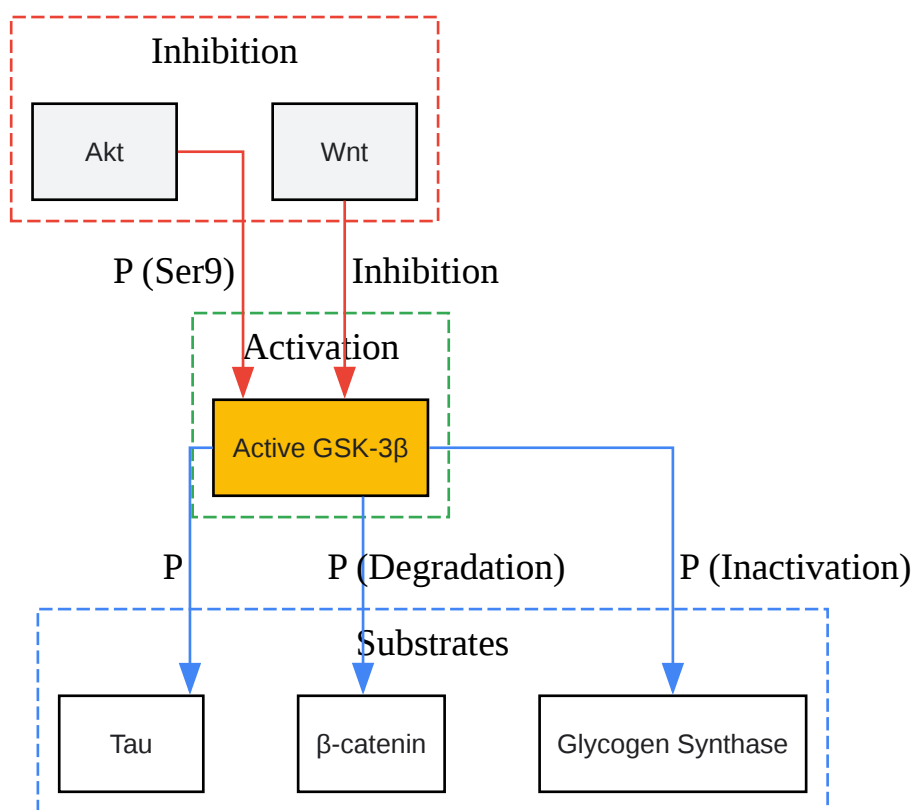 Inhibition
Akt
Wnt
P (Ser9)
Inhibition
Activation
Active GSK-3β
P
P (Degradation)
P (Inactivation)
Substrates
Tau
β-catenin
Glycogen Synthase